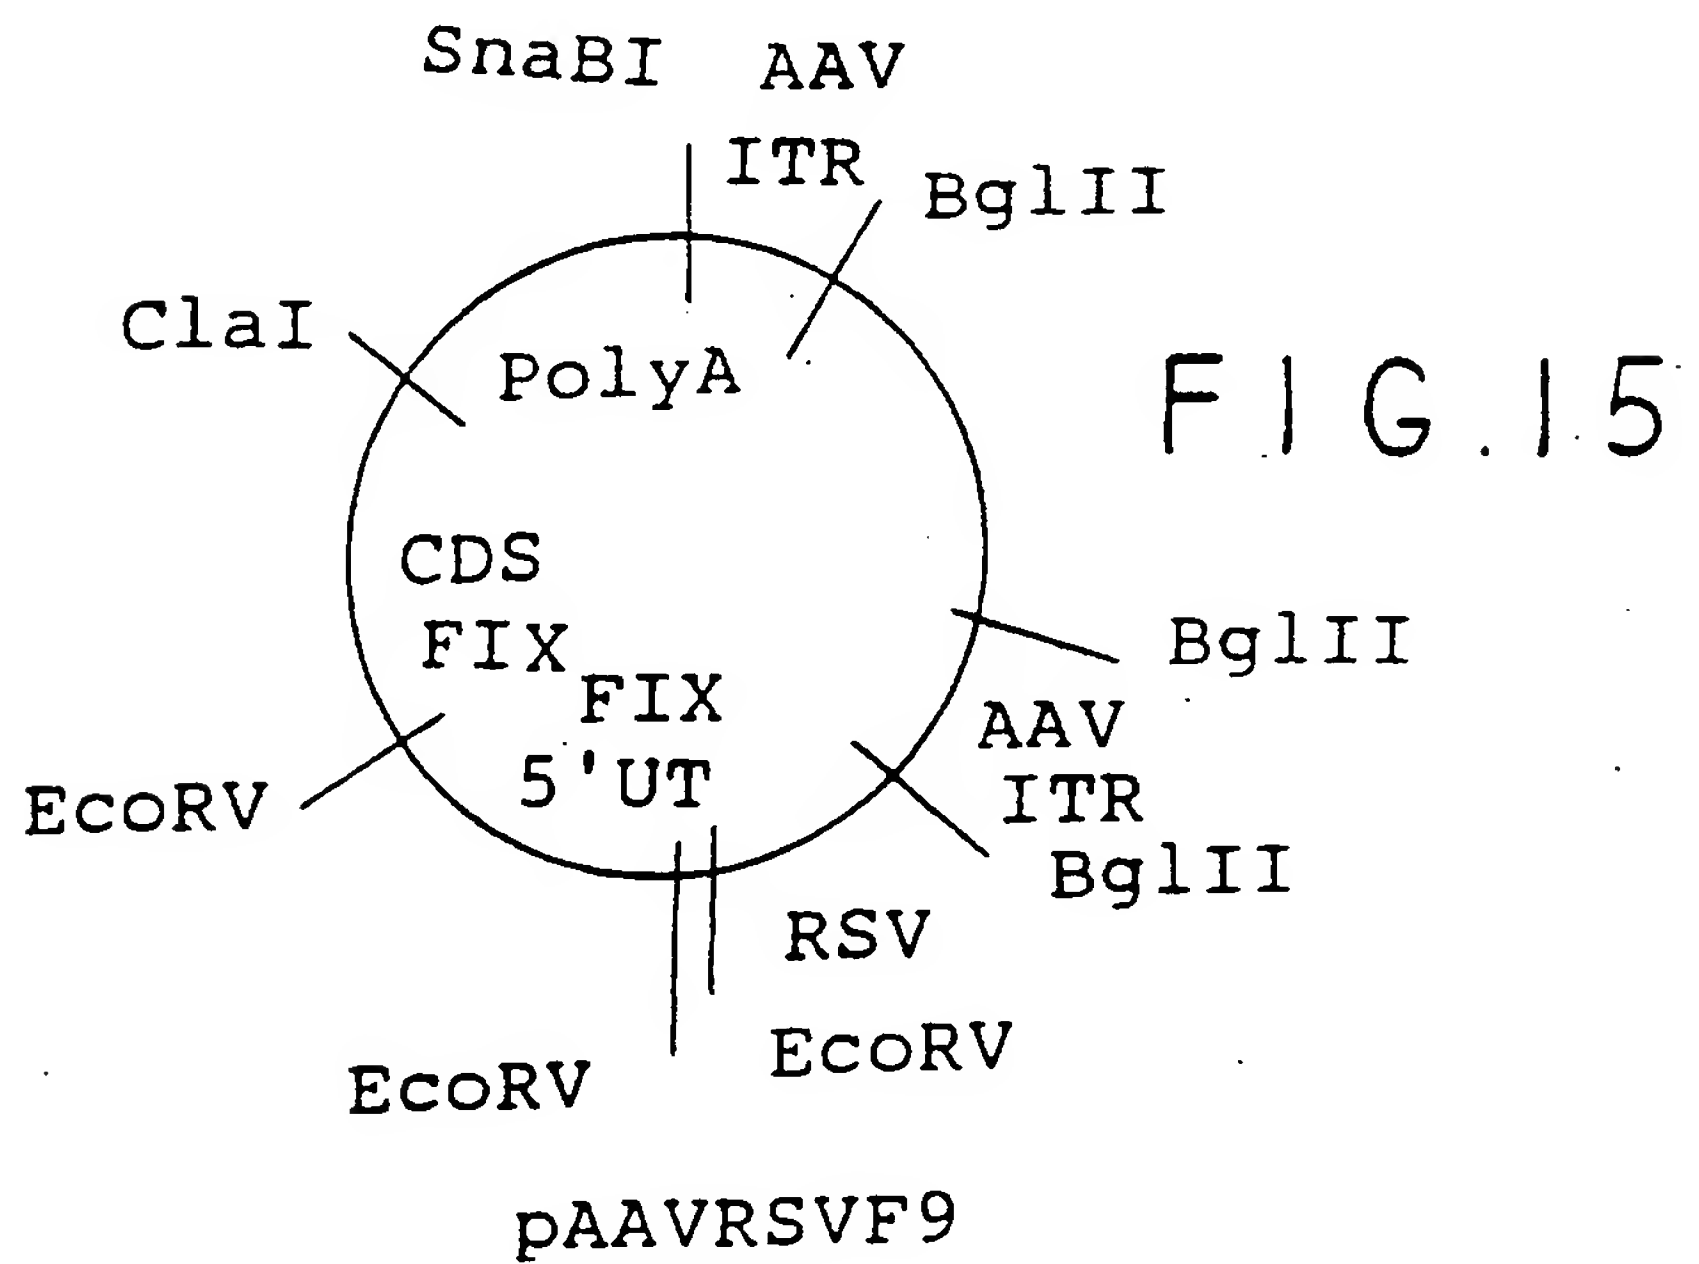 SnaBI
AAV
ITR
BglII
ClaI
PolyA
FIG.15
CDS
FIX
FIX
5'UT
BglII
AAV
ITR
BglII
EcoRV
RSV
EcoRV
EcoRV
pAAVRSVF9